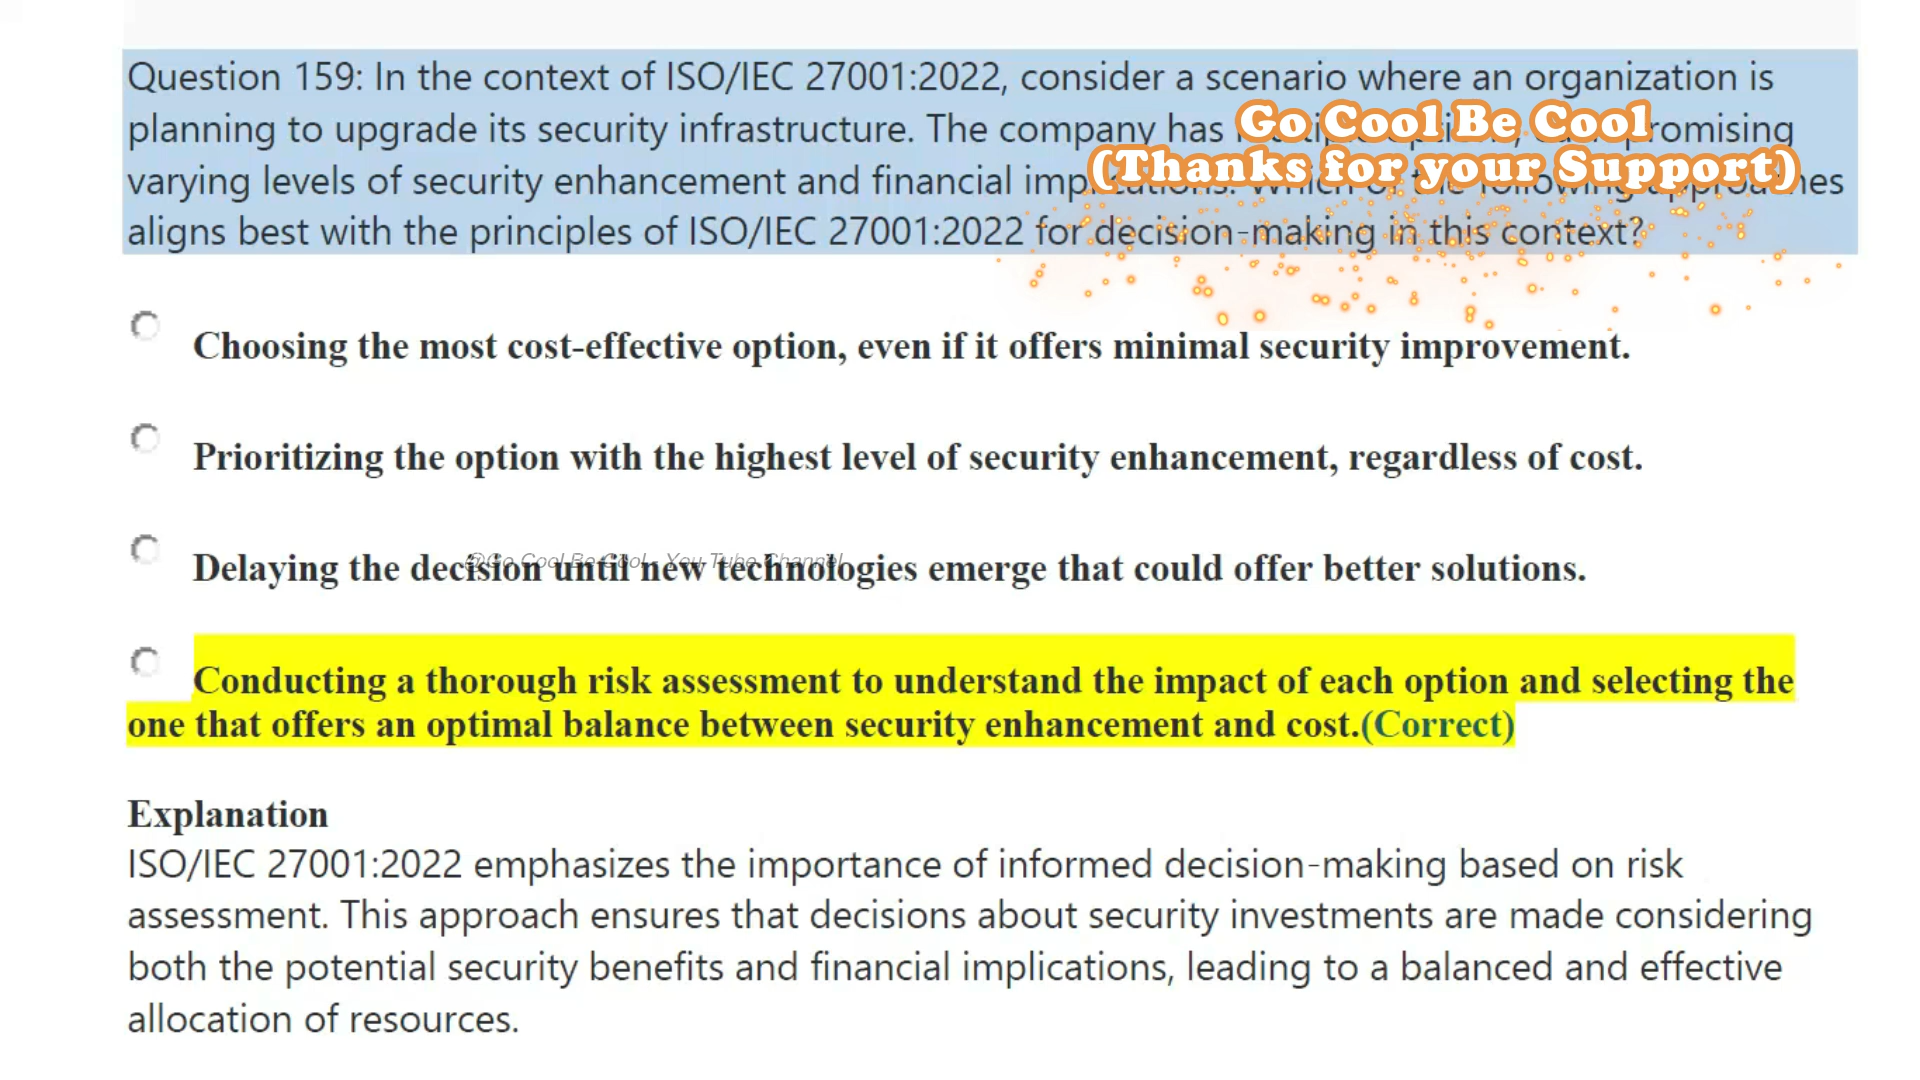 Question 159: In the context of ISO/IEC 27001:2022, consider a scenario where an organization is
planning to upgrade its security infrastructure. The company has romising
Go Cool Be Cool
(Thanks for your Support)
varying levels of security enhancement and financial imp hes
aligns best with the principles of ISO/IEC 27001:2022 for decision-making in this context?
Choosing the most cost-effective option, even if it offers minimal security improvement.
Prioritizing the option with the highest level of security enhancement, regardless of cost.
@Go Cool Be Cool - You Tube Channel
Delaying the decision until new technologies emerge that could offer better solutions.
Conducting a thorough risk assessment to understand the impact of each option and selecting the
one that offers an optimal balance between security enhancement and cost.(Correct)
Explanation
ISO/IEC 27001:2022 emphasizes the importance of informed decision-making based on risk
assessment. This approach ensures that decisions about security investments are made considering
both the potential security benefits and financial implications, leading to a balanced and effective
allocation of resources.